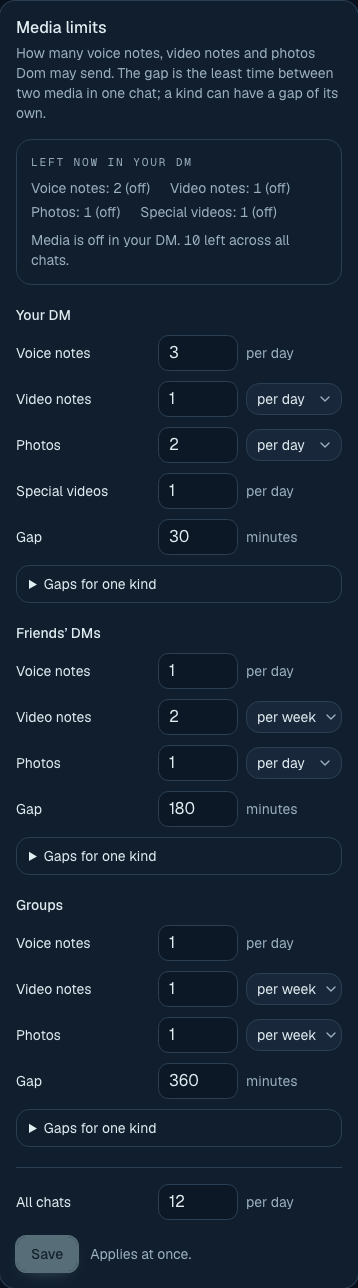 Media limits
How many voice notes, video notes and photos
Dom may send. The gap is the least time between
two media in one chat; a kind can have a gap of its
own.
LEFT NOW IN YOUR DM
Voice notes: 2 (off) Video notes: 1 (off)
Photos: 1 (off) Special videos: 1 (off)
Media is off in your DM. 10 left across all
chats.
Your DM
Voice notes 3 per day
Video notes 1 per day
Photos 2 per day
Special videos 1 per day
Gap 30 minutes
▶ Gaps for one kind
Friends’ DMs
Voice notes 1 per day
Video notes 2 per week
Photos 1 per day
Gap 180 minutes
▶ Gaps for one kind
Groups
Voice notes 1 per day
Video notes 1 per week
Photos 1 per week
Gap 360 minutes
▶ Gaps for one kind
All chats 12 per day
Save Applies at once.